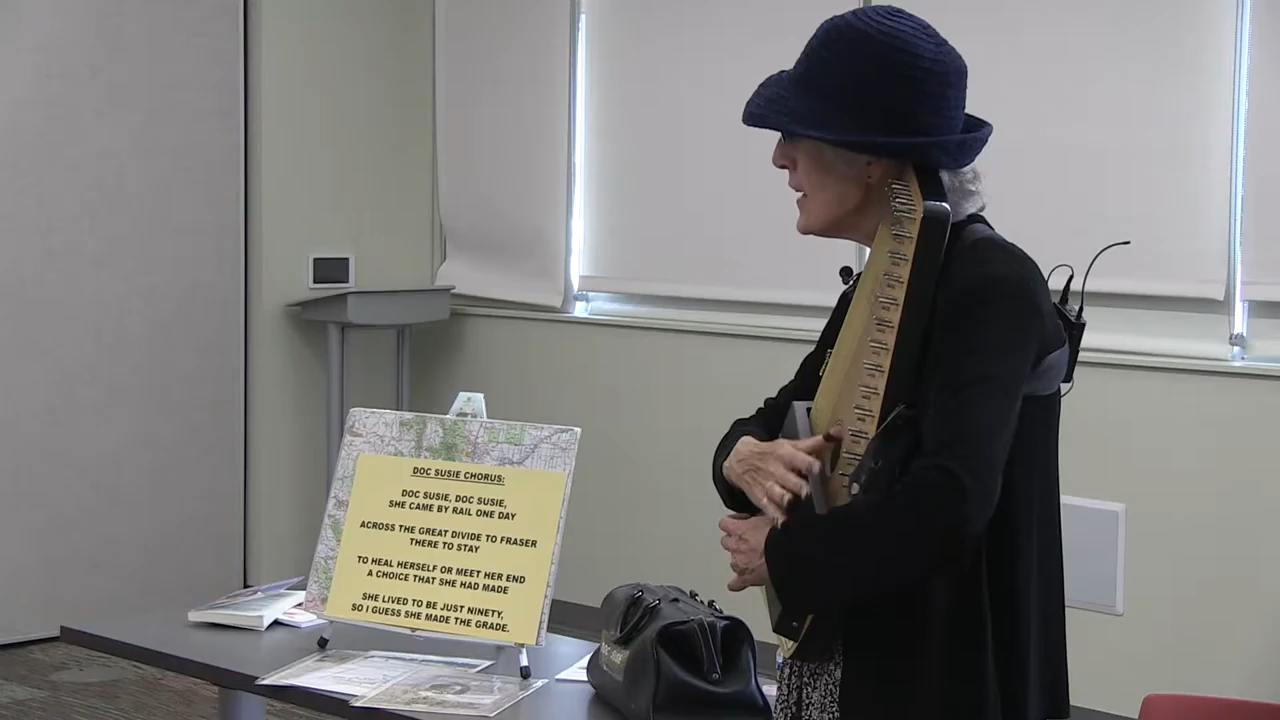 DOC SUSIE CHORUS:
DOC SUSIE, DOC SUSIE,
SHE CAME BY RAIL ONE DAY
ACROSS THE GREAT DIVIDE TO FRASER
THERE TO STAY
TO HEAL HERSELF OR MEET HER END
A CHOICE THAT SHE HAD MADE
SHE LIVED TO BE JUST NINETY,
SO I GUESS SHE MADE THE GRADE.
DOC SUSIE